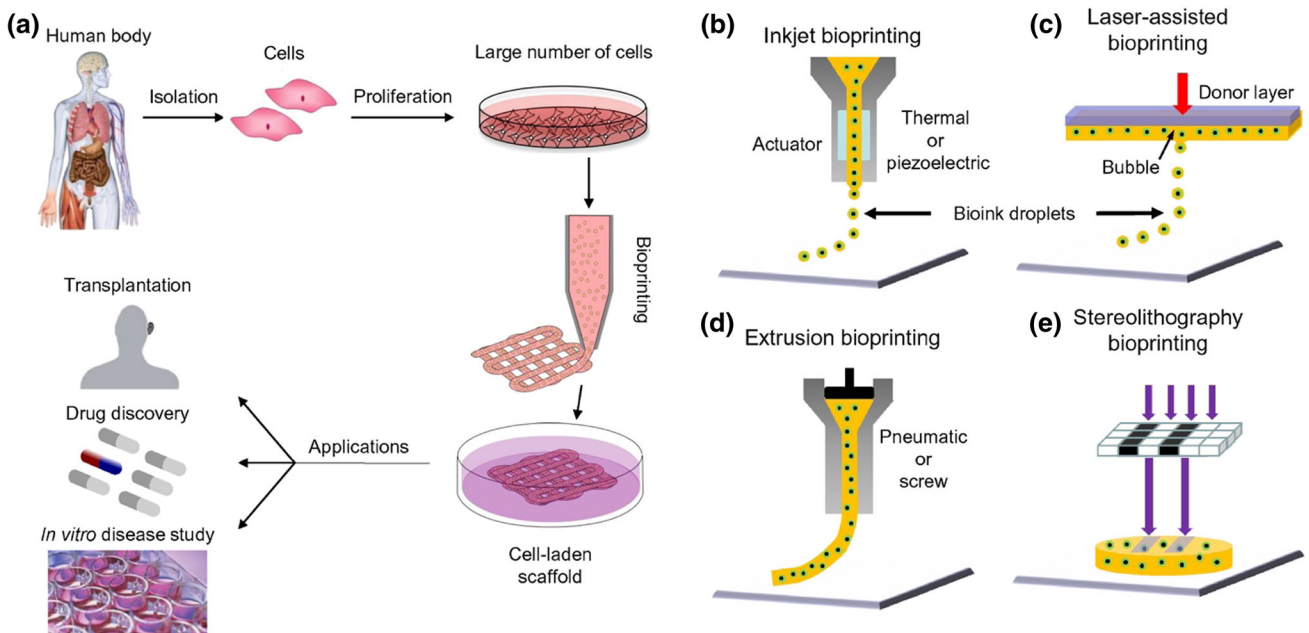 (a)
Human body
Cells
Large number of cells
Isolation
Proliferation
Bioprinting
Transplantation
Drug discovery
Applications
In vitro disease study
Cell-laden
scaffold
(b)
Inkjet bioprinting
Actuator
Thermal
or
piezoelectric
Bioink droplets
(c)
Laser-assisted
bioprinting
Donor layer
Bubble
(d)
Extrusion bioprinting
Pneumatic
or
screw
(e)
Stereolithography
bioprinting